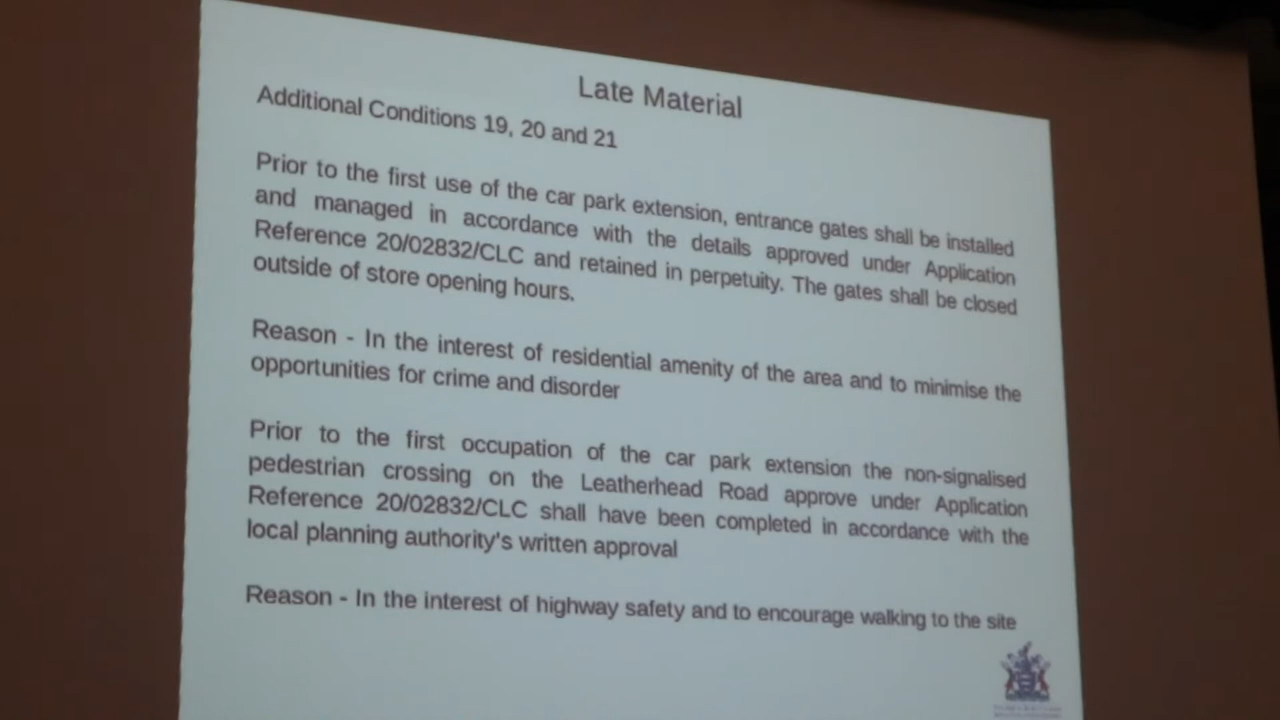 Late Material
Additional Conditions 19, 20 and 21
Prior to the first use of the car park extension, entrance gates shall be installed
and managed in accordance with the details approved under Application
Reference 20/02832/CLC and retained in perpetuity. The gates shall be closed
outside of store opening hours.
Reason - In the interest of residential amenity of the area and to minimise the
opportunities for crime and disorder
Prior to the first occupation of the car park extension the non-signalised
pedestrian crossing on the Leatherhead Road approve under Application
Reference 20/02832/CLC shall have been completed in accordance with the
local planning authority's written approval
Reason - In the interest of highway safety and to encourage walking to the site